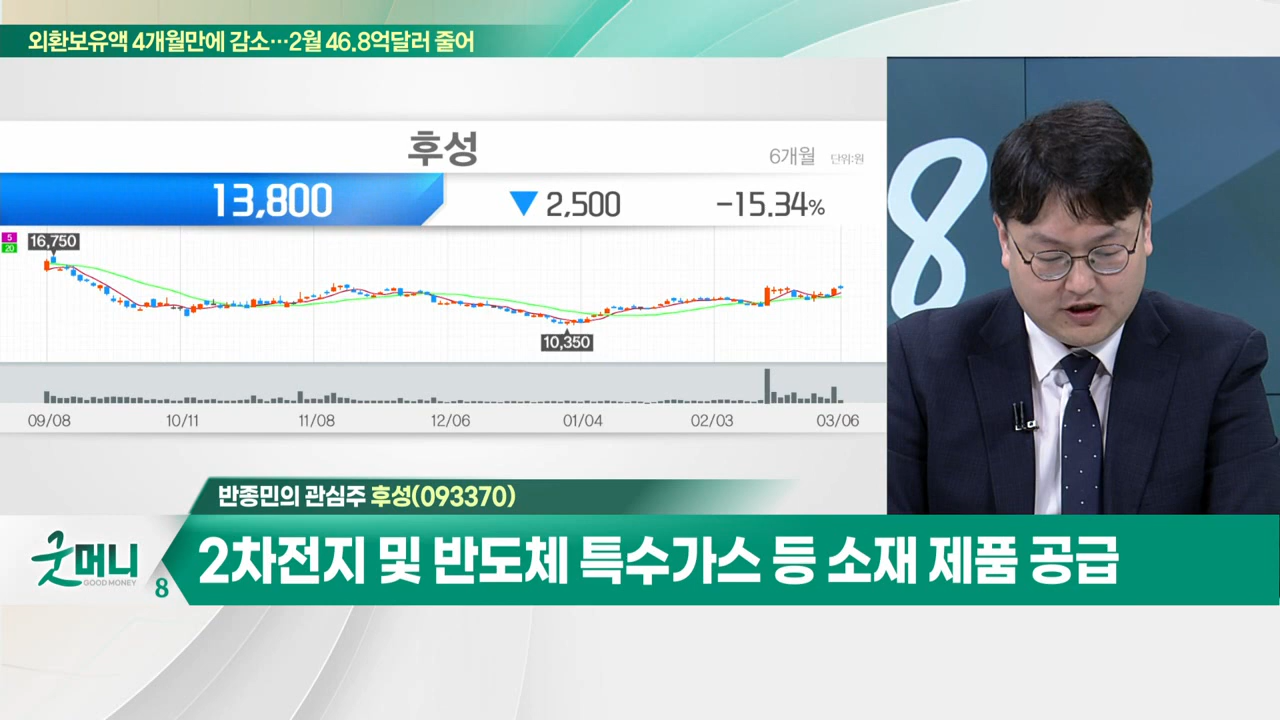 외환보유액 4개월만에 감소…2월 46.8억달러 줄어
후성
6개월 단위:원
13,800 ▼ 2,500 -15.34%
5
20
16,750
10,350
09/08 10/11 11/08 12/06 01/04 02/03 03/06
8
반종민의 관심주 후성(093370)
굿머니
GOOD MONEY
8
2차전지 및 반도체 특수가스 등 소재 제품 공급